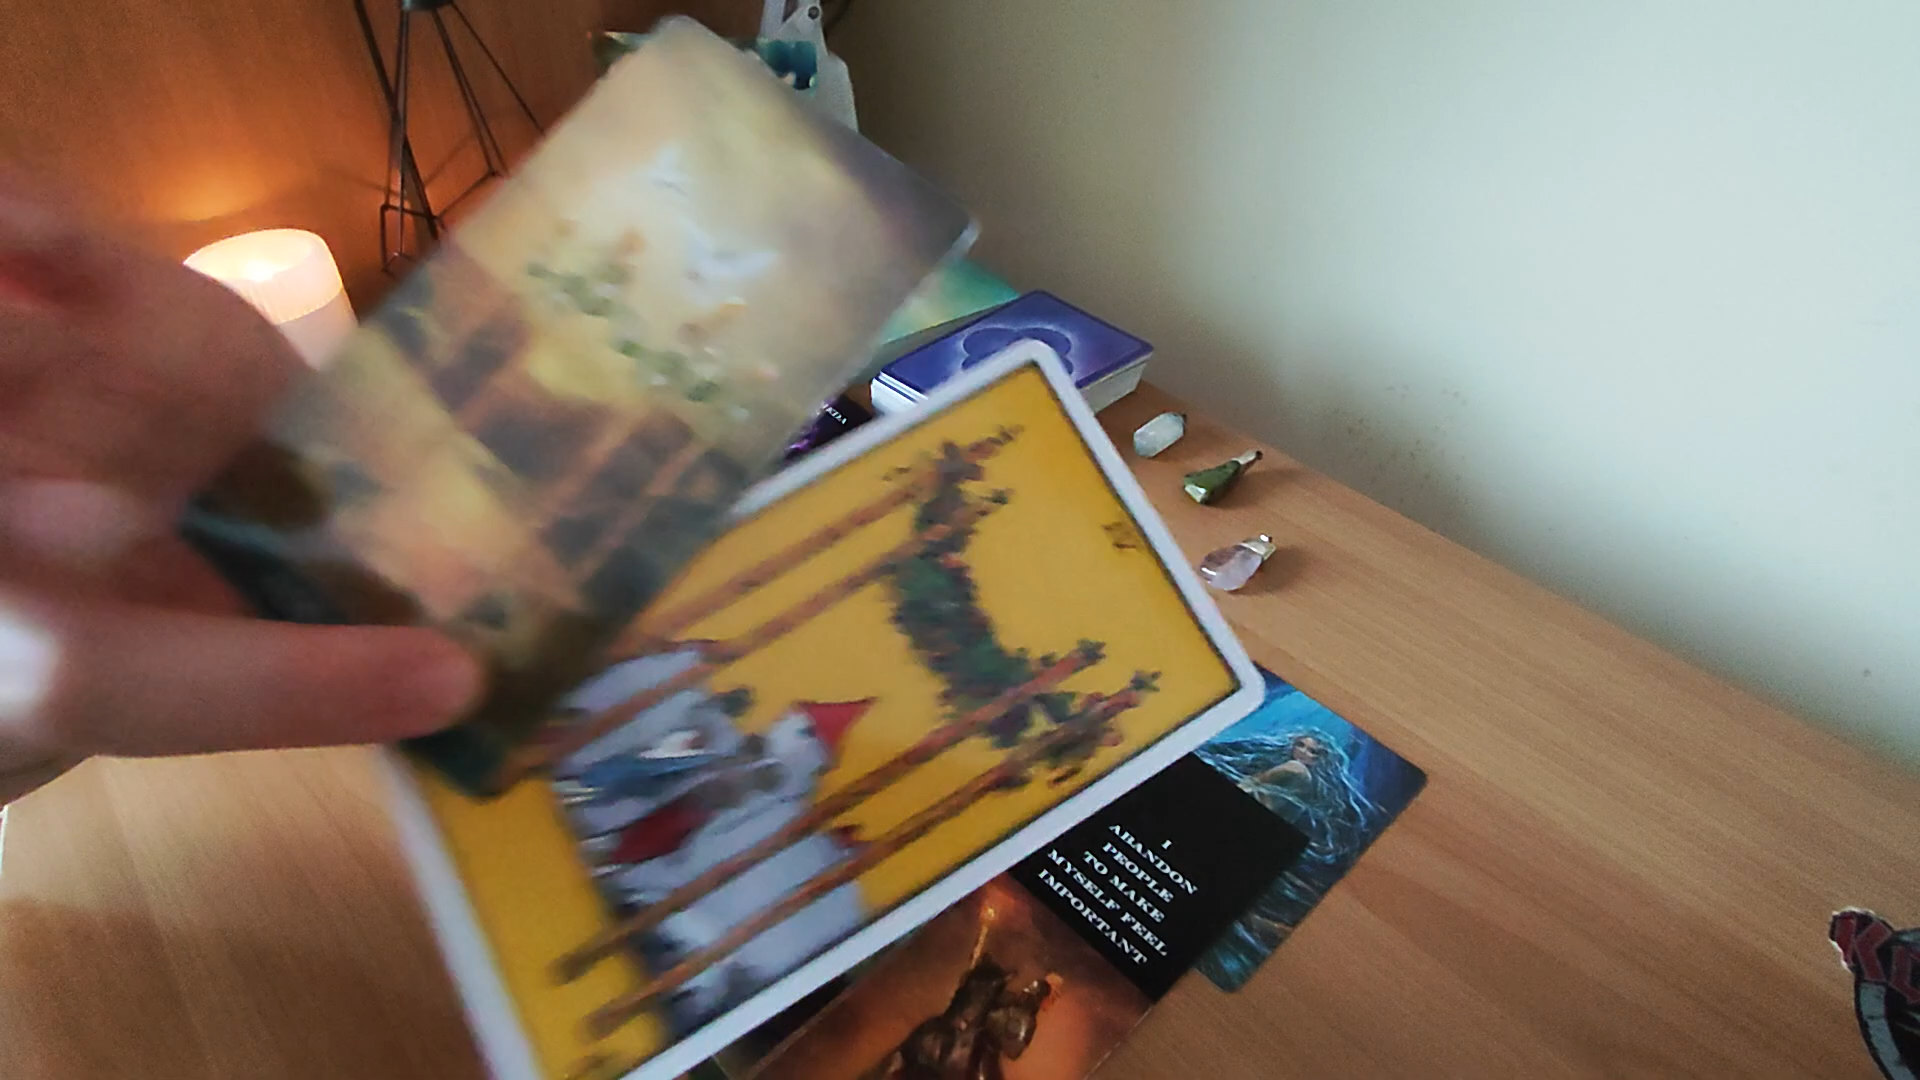 I
ABANDON
PEOPLE
TO MAKE
MYSELF FEEL
IMPORTANT